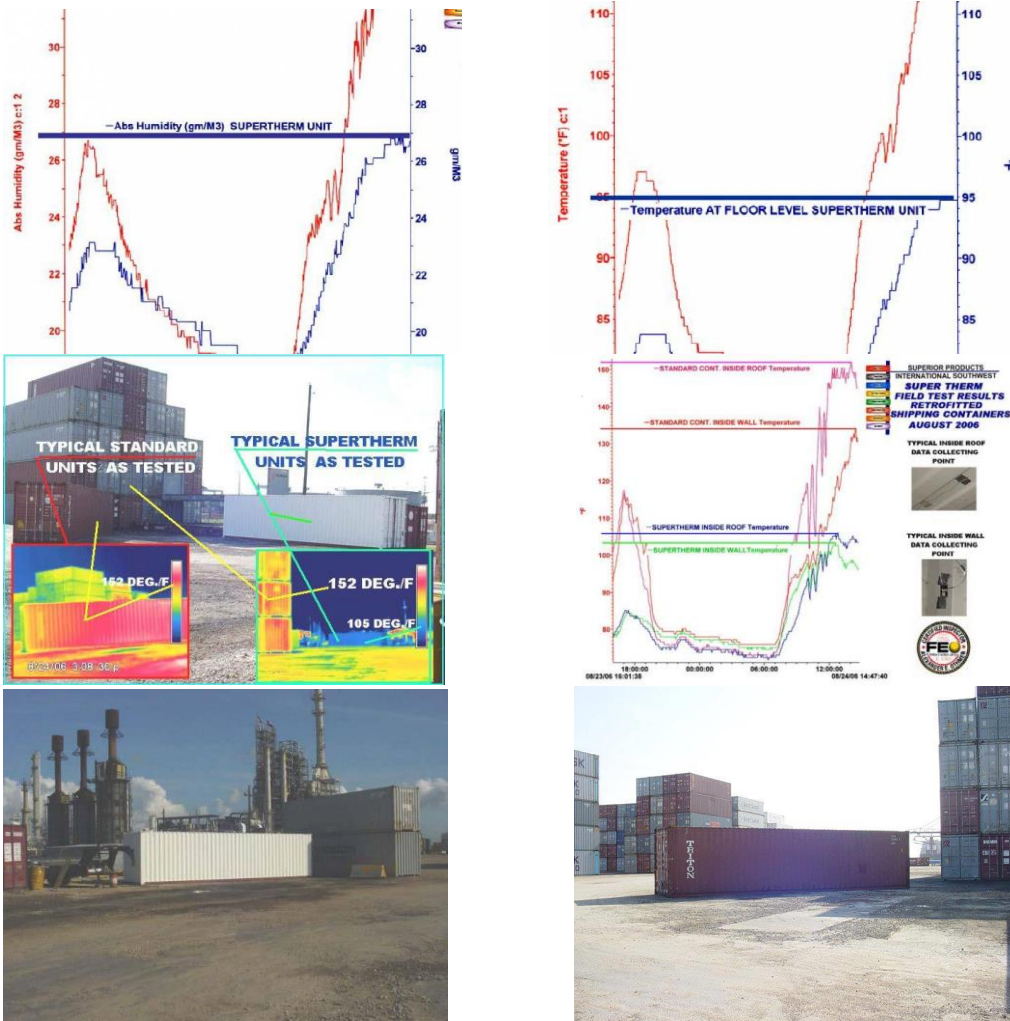 Abs Humidity (gm/M3) c:1 2
30
28
26
24
22
20
Abs Humidity (gm/M3) SUPERTHERM UNIT
30
28
26
24
22
20
gm/M3
Temperature (°F) c:1
110
105
100
95
90
85
Temperature AT FLOOR LEVEL SUPERTHERM UNIT
110
105
100
95
90
85
°F
TYPICAL STANDARD
UNITS AS TESTED
TYPICAL SUPERTHERM
UNITS AS TESTED
152 DEG./F
152 DEG./F
105 DEG./F
150
STANDARD CONT. INSIDE ROOF Temperature
140
STANDARD CONT. INSIDE WALL Temperature
130
120
110
SUPERTHERM INSIDE ROOF Temperature
100
SUPERTHERM INSIDE WALL Temperature
90
80
18:00:00
00:00:00
06:00:00
12:00:00
08/23/06 16:01:38
08/24/06 14:47:40
SUPERIOR PRODUCTS
INTERNATIONAL SOUTHWEST
SUPER THERM
FIELD TEST RESULTS
RETROFITTED
SHIPPING CONTAINERS
AUGUST 2006
TYPICAL INSIDE ROOF
DATA COLLECTING
POINT
TYPICAL INSIDE WALL
DATA COLLECTING
POINT
TRITON